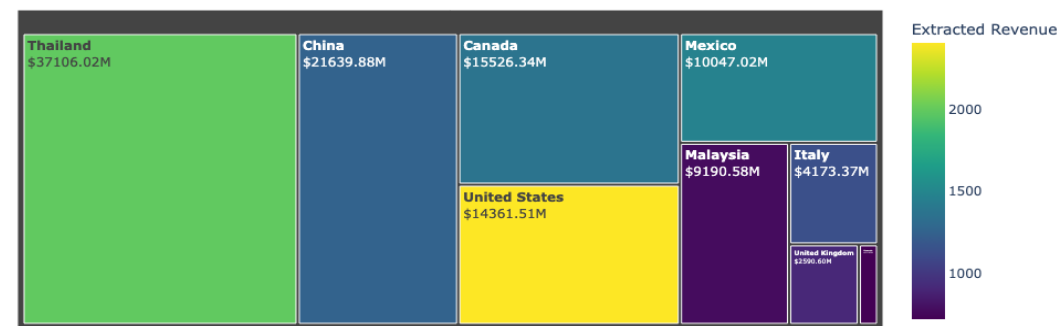 Thailand
$37106.02M
China
$21639.88M
Canada
$15526.34M
Mexico
$10047.02M
United States
$14361.51M
Malaysia
$9190.58M
Italy
$4173.37M
United Kingdom
$2590.60M
Extracted Revenue
2000
1500
1000